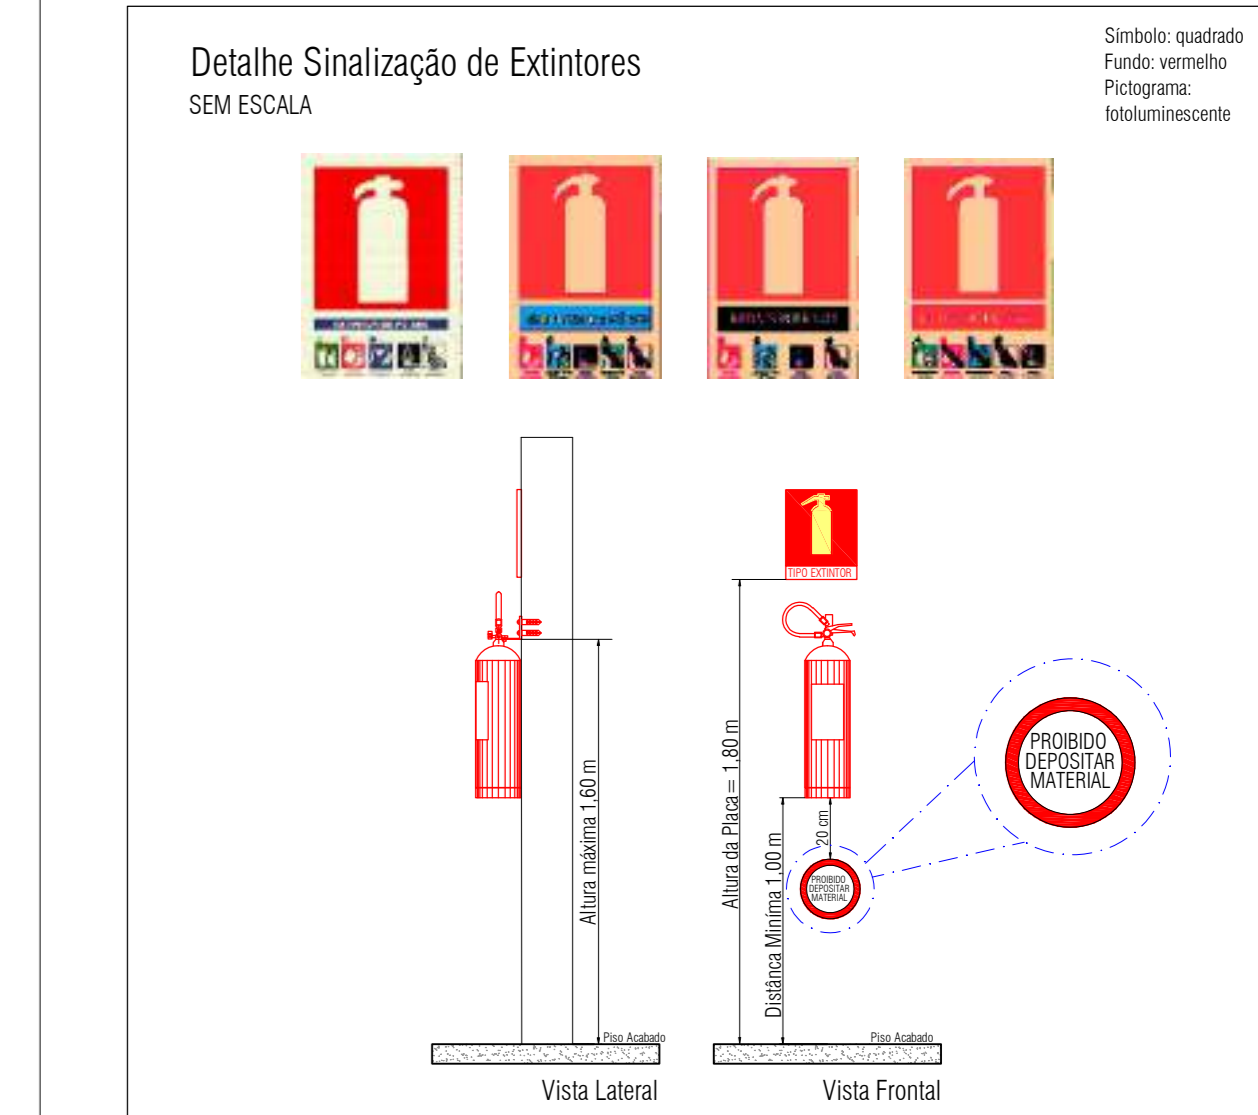 Detalhe Sinalização de Extintores
SEM ESCALA
Símbolo: quadrado
Fundo: vermelho
Pictograma:
fotoluminescente
TIPO EXTINTOR
Altura máxima 1,60 m
Altura da Placa = 1,80 m
Distânca Miníma 1,00 m
20 cm
PROIBIDO
DEPOSITAR
MATERIAL
PROIBIDO
DEPOSITAR
MATERIAL
Piso Acabado
Piso Acabado
Vista Lateral
Vista Frontal